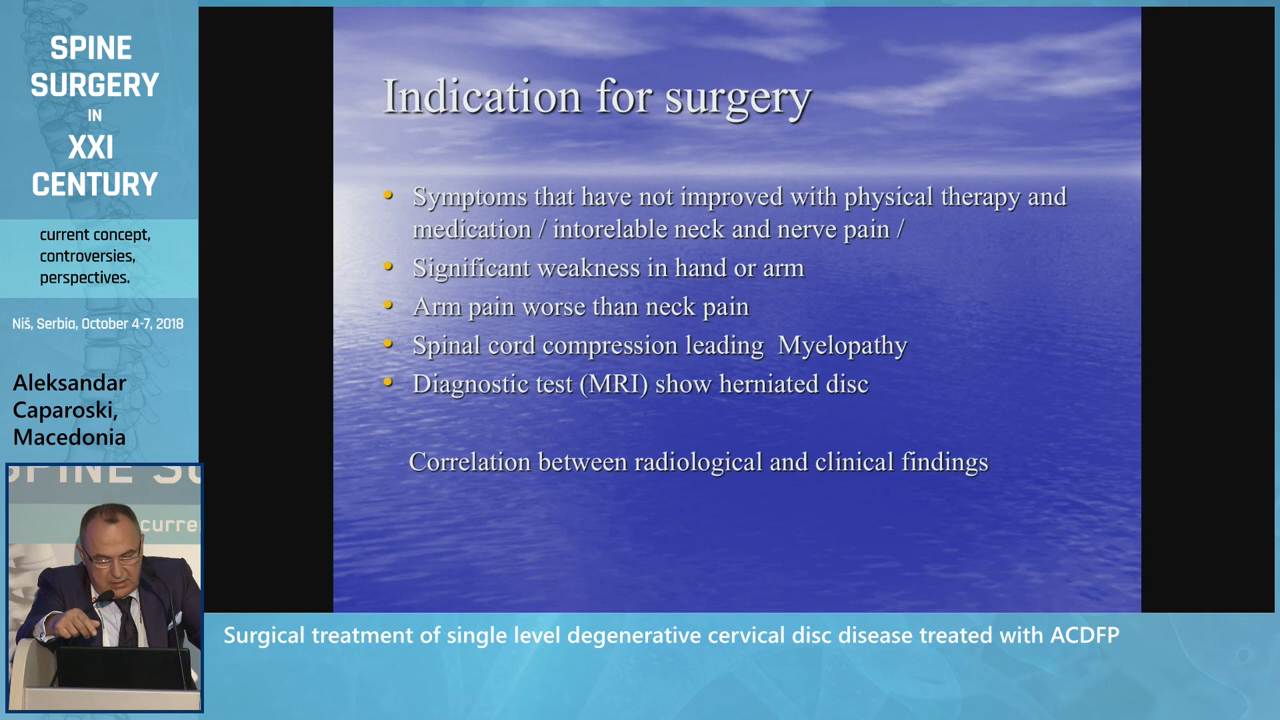 SPINE
SURGERY
IN
XXI
CENTURY
current concept,
controversies,
perspectives.
Niš, Serbia, October 4-7, 2018
Aleksandar
Caparoski,
Macedonia
SPINE SU
curre
Indication for surgery
• Symptoms that have not improved with physical therapy and
medication / intorelable neck and nerve pain /
• Significant weakness in hand or arm
• Arm pain worse than neck pain
• Spinal cord compression leading  Myelopathy
• Diagnostic test (MRI) show herniated disc
Correlation between radiological and clinical findings
Surgical treatment of single level degenerative cervical disc disease treated with ACDFP